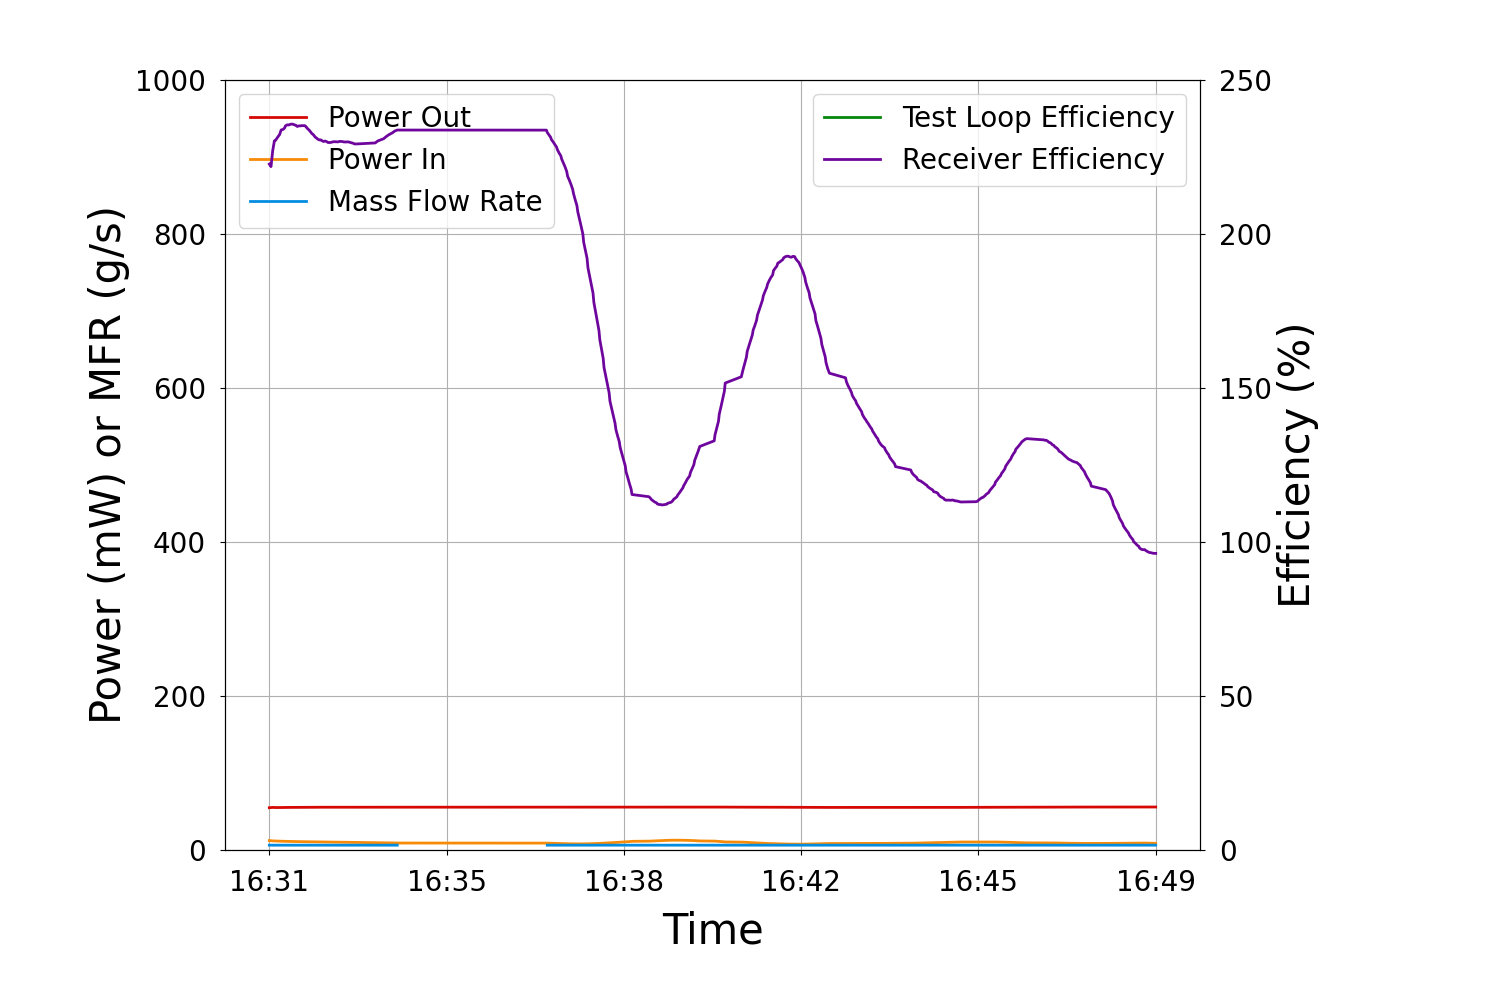 1000
800
600
400
200
0
Power (mW) or MFR (g/s)
Power Out
Power In
Mass Flow Rate
Test Loop Efficiency
Receiver Efficiency
250
200
150
100
50
0
Efficiency (%)
16:31 16:35 16:38 16:42 16:45 16:49
Time